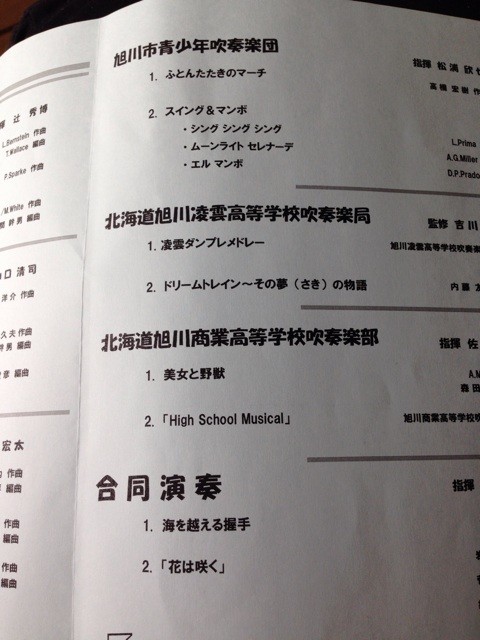 輝 辻 秀博
L.Bernstein 作曲
T.Wallace 編曲
P.Sparke 作曲
/M.White 作曲
幹男 編曲
口 清司
洋介 作曲
久夫 作曲
男 編曲
彦 編曲
宏太
作曲
編曲
作曲
編曲
作曲
編曲
旭川市青少年吹奏楽団
指揮 松浦 欣
1. ふとんたたきのマーチ
高橋 宏樹 作
2. スイング＆マンボ
・シング シング シング
L.Prima
・ムーンライト セレナーデ
A.G.Miller
・エル マンボ
D.P.Prado
北海道旭川凌雲高等学校吹奏楽局
監修 吉川
1. 凌雲ダンプレメドレー
旭川凌雲高等学校吹奏楽
2. ドリームトレイン～その夢（さき）の物語
内藤
北海道旭川商業高等学校吹奏楽部
指揮 佐
1. 美女と野獣
A.M
森田
2. 「High School Musical」
旭川商業高等学校
合同演奏
指揮
1. 海を越える握手
2. 「花は咲く」